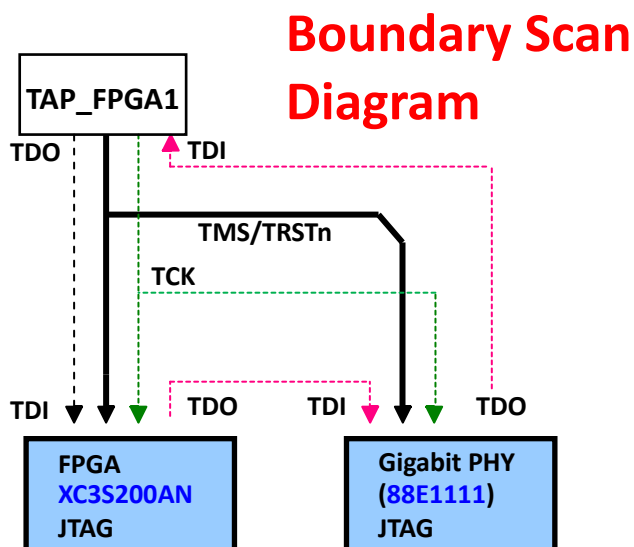 Boundary Scan
Diagram
TAP_FPGA1
TDO
TDI
TMS/TRSTn
TCK
TDI
TDO
TDI
TDO
FPGA
XC3S200AN
JTAG
Gigabit PHY
(88E1111)
JTAG